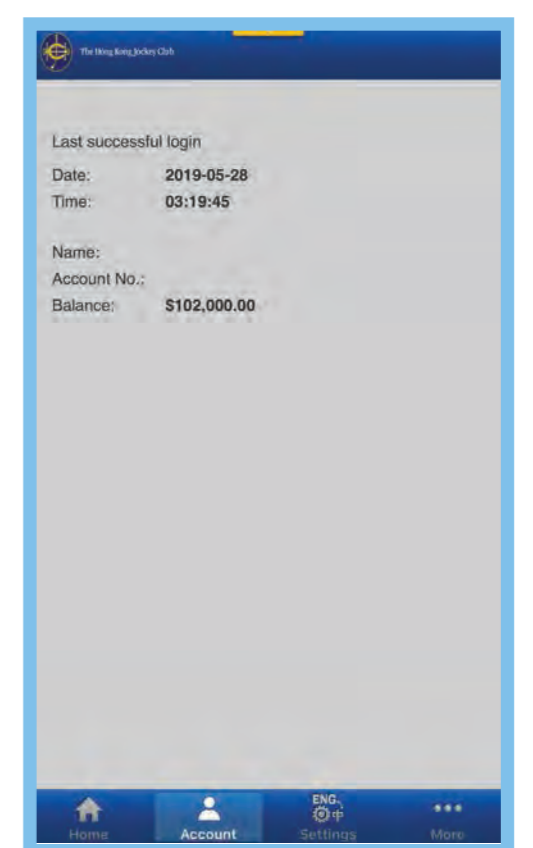 The Hong Kong Jockey Club
Last successful login
Date: 2019-05-28
Time: 03:19:45
Name:
Account No.:
Balance: $102,000.00
ENG 中
Home Account Settings More